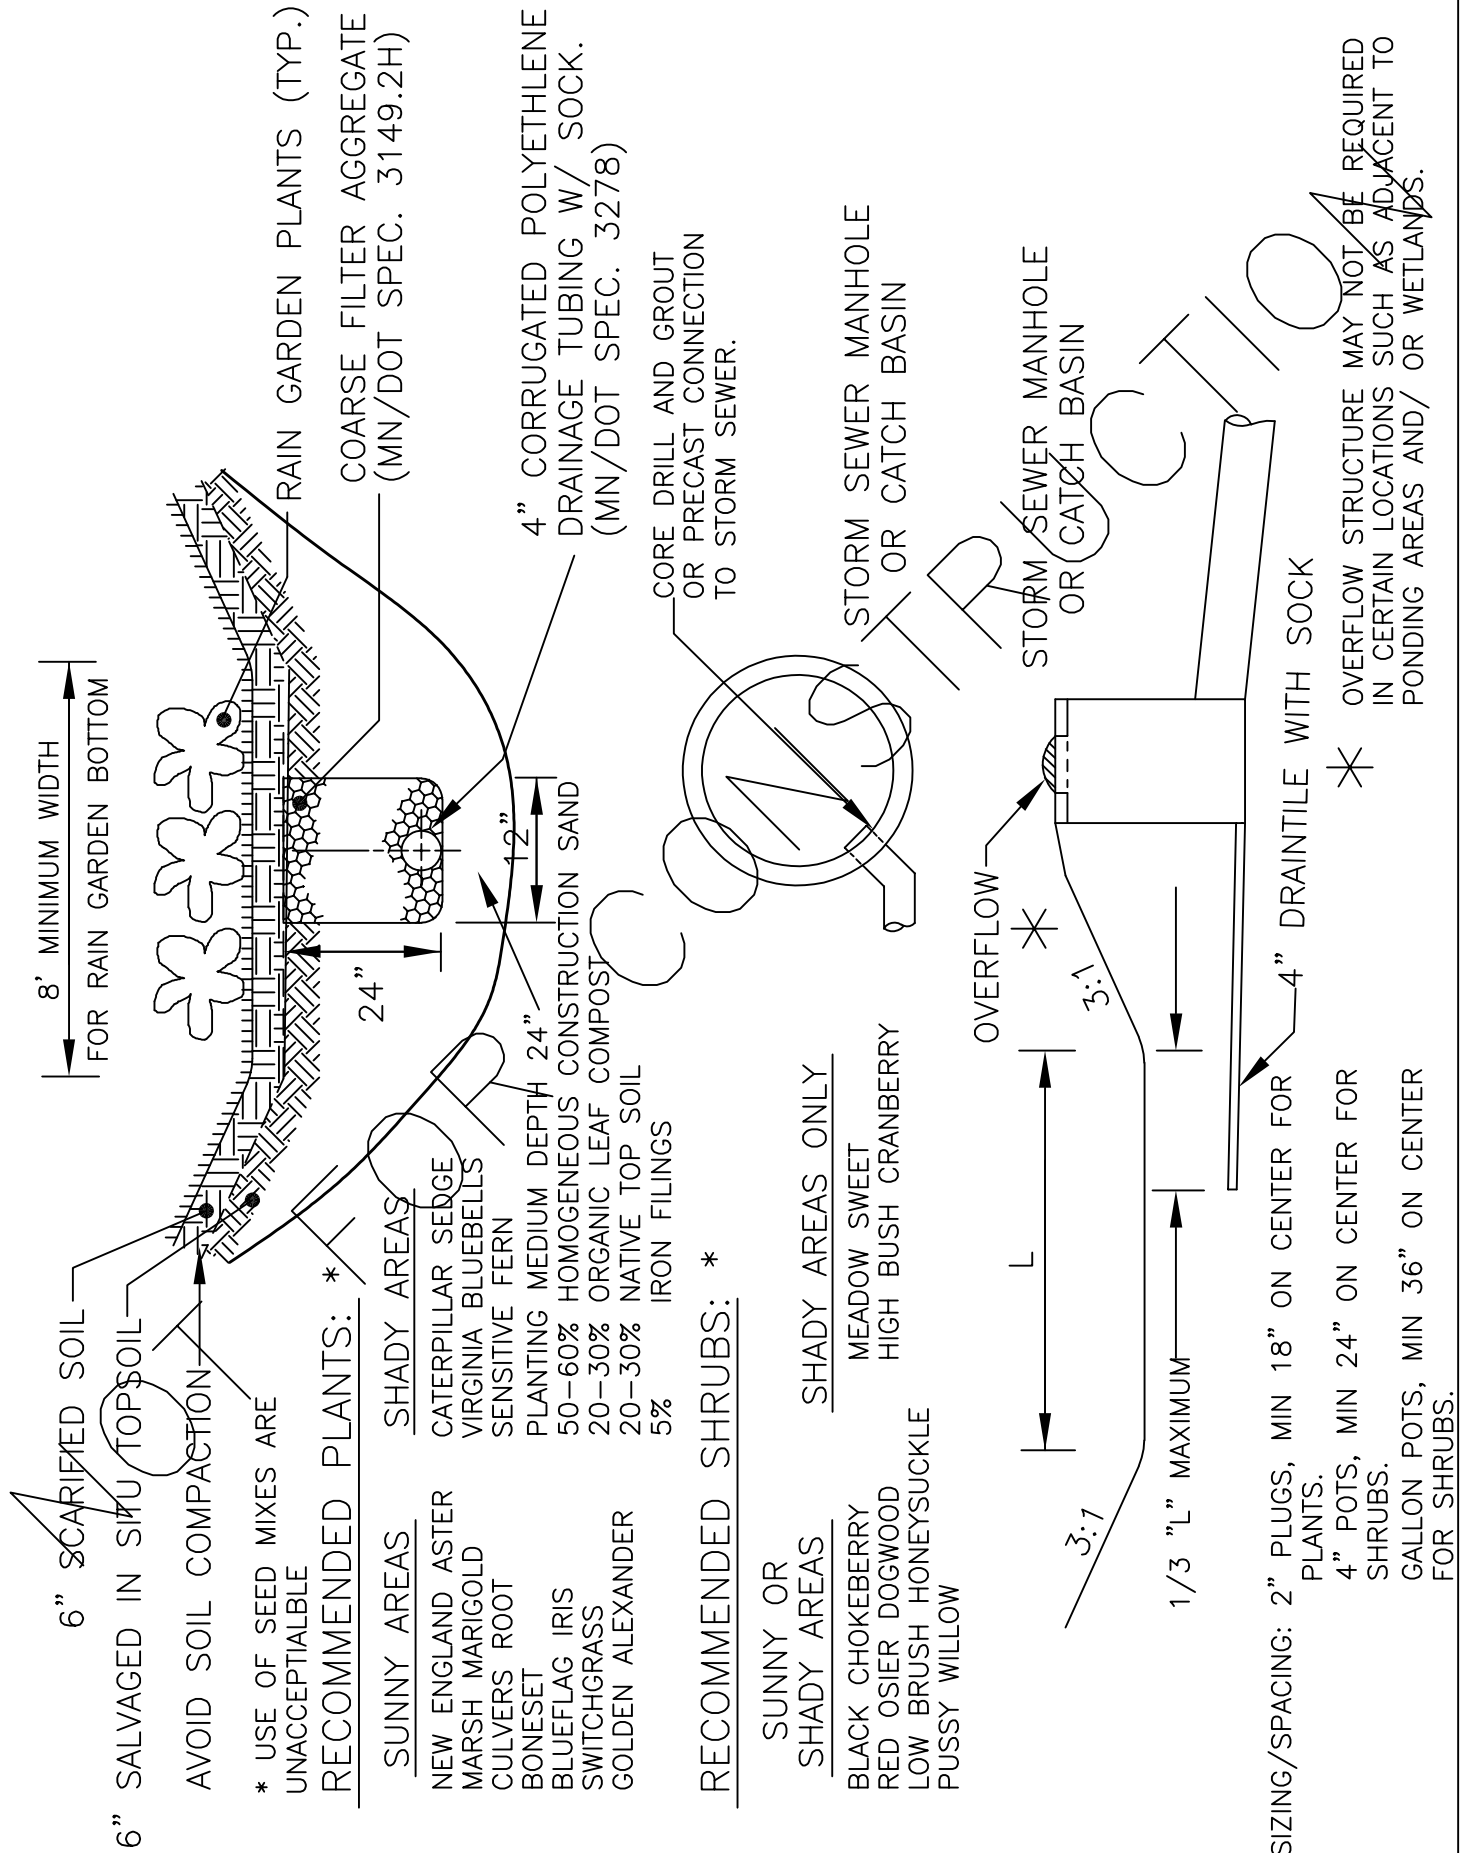 8' MINIMUM WIDTH
FOR RAIN GARDEN BOTTOM
RAIN GARDEN PLANTS (TYP.)
COARSE FILTER AGGREGATE
(MN/DOT SPEC. 3149.2H)
4" CORRUGATED POLYETHLENE
DRAINAGE TUBING W/ SOCK.
(MN/DOT SPEC. 3278)
6" SCARIFIED SOIL
6" SALVAGED IN SITU TOPSOIL
AVOID SOIL COMPACTION
24"
12"
* USE OF SEED MIXES ARE
UNACCEPTIALBLE
RECOMMENDED PLANTS: *
SUNNY AREAS
NEW ENGLAND ASTER
MARSH MARIGOLD
CULVERS ROOT
BONESET
BLUEFLAG IRIS
SWITCHGRASS
GOLDEN ALEXANDER
SHADY AREAS
CATERPILLAR SEDGE
VIRGINIA BLUEBELLS
SENSITIVE FERN
PLANTING MEDIUM DEPTH 24"
50-60% HOMOGENEOUS CONSTRUCTION SAND
20-30% ORGANIC LEAF COMPOST
20-30% NATIVE TOP SOIL
5% IRON FILINGS
CORE DRILL AND GROUT
OR PRECAST CONNECTION
TO STORM SEWER.
STORM SEWER MANHOLE
OR CATCH BASIN
RECOMMENDED SHRUBS: *
SUNNY OR
SHADY AREAS
BLACK CHOKEBERRY
RED OSIER DOGWOOD
LOW BRUSH HONEYSUCKLE
PUSSY WILLOW
SHADY AREAS ONLY
MEADOW SWEET
HIGH BUSH CRANBERRY
STORM SEWER MANHOLE
OR CATCH BASIN
OVERFLOW
*
3:1
L
3:1
1/3 "L" MAXIMUM
4" DRAINTILE WITH SOCK
* OVERFLOW STRUCTURE MAY NOT BE REQUIRED
IN CERTAIN LOCATIONS SUCH AS ADJACENT TO
PONDING AREAS AND/ OR WETLANDS.
SIZING/SPACING: 2" PLUGS, MIN 18" ON CENTER FOR
PLANTS.
4" POTS, MIN 24" ON CENTER FOR
SHRUBS.
GALLON POTS, MIN 36" ON CENTER
FOR SHRUBS.
NOT FOR CONSTRUCTION